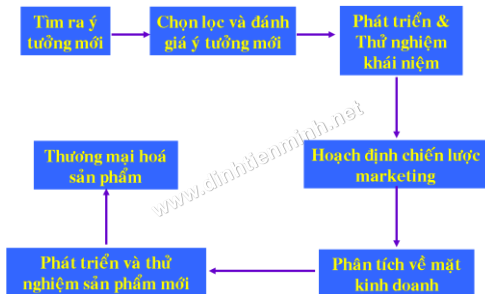 Tìm ra ý
tưởng mới
Chọn lọc và đánh
giá ý tưởng mới
Phát triển &
Thử nghiệm
khái niệm
Hoạch định chiến lược
marketing
Phân tích về mặt
kinh doanh
Phát triển và thử
nghiệm sản phẩm mới
Thương mại hoá
sản phẩm
www.dinhtienminh.net